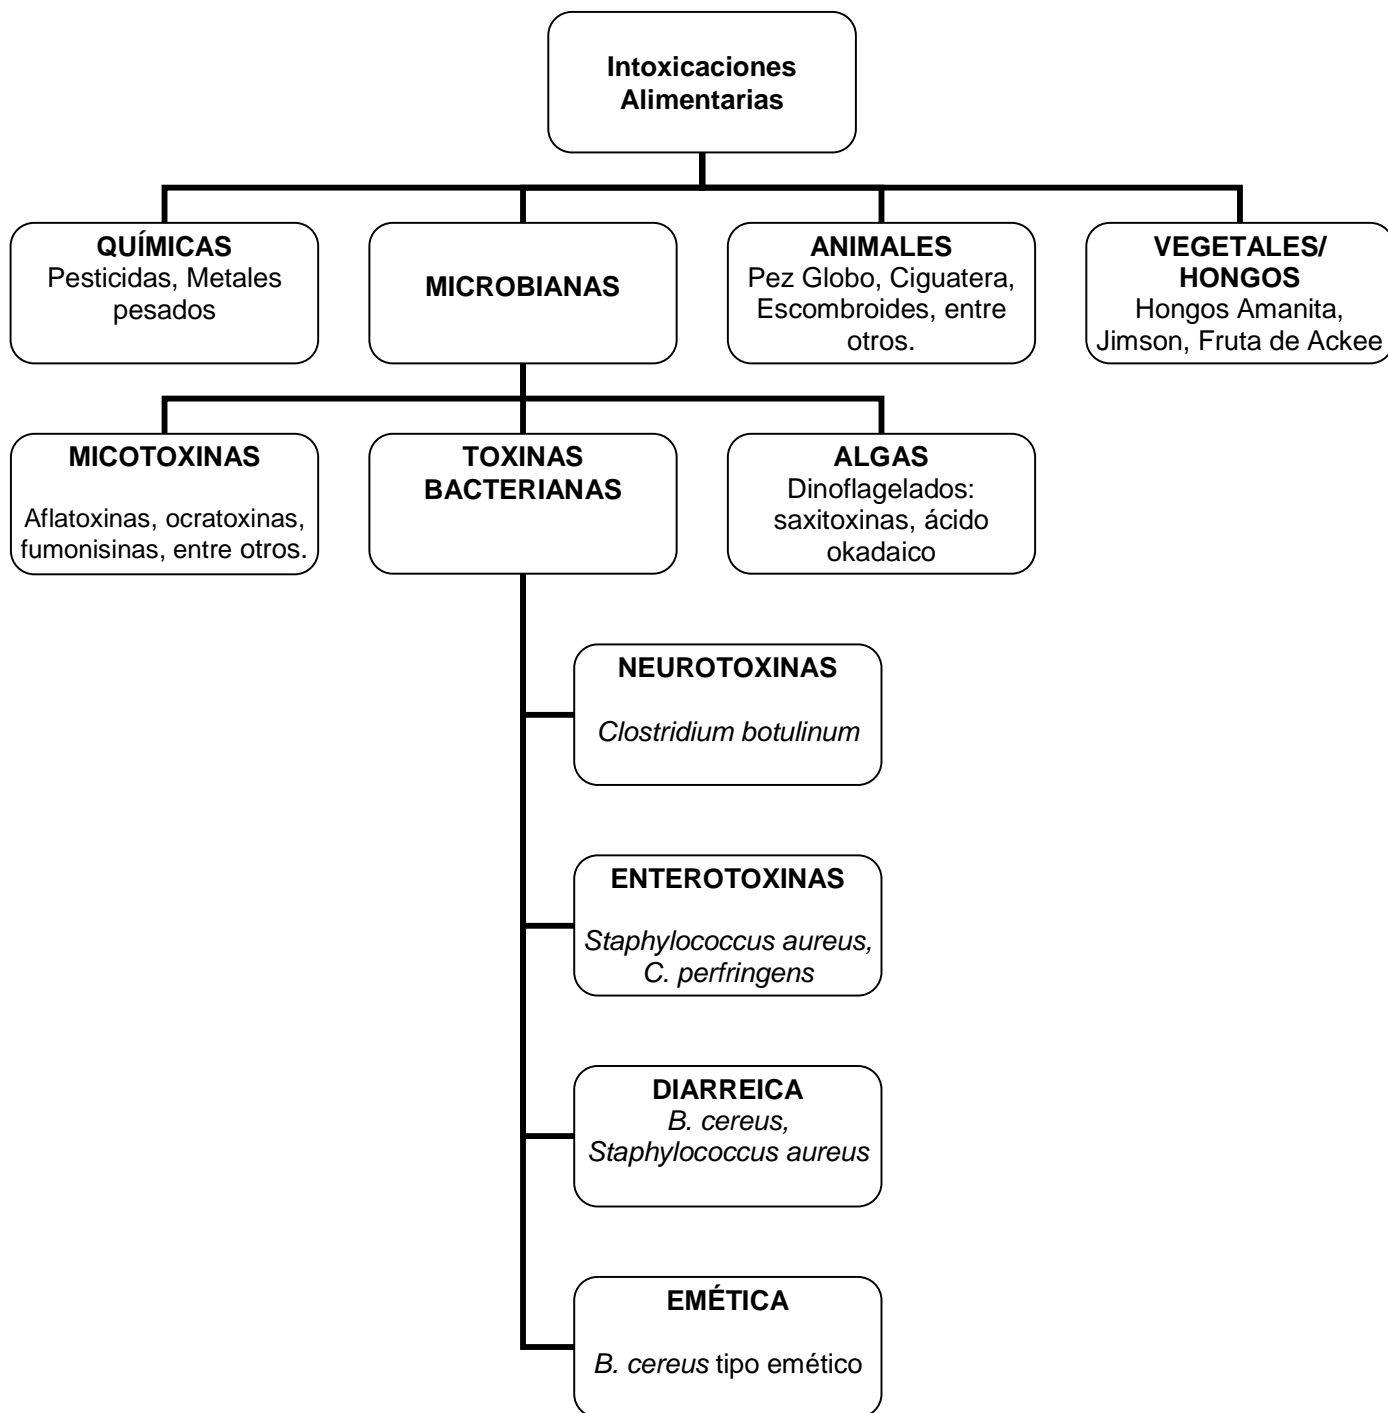 Intoxicaciones
Alimentarias
QUÍMICAS
Pesticidas, Metales
pesados
MICROBIANAS
ANIMALES
Pez Globo, Ciguatera,
Escombroides, entre
otros.
VEGETALES/
HONGOS
Hongos Amanita,
Jimson, Fruta de Ackee
MICOTOXINAS
Aflatoxinas, ocratoxinas,
fumonisinas, entre otros.
TOXINAS
BACTERIANAS
ALGAS
Dinoflagelados:
saxitoxinas, ácido
okadaico
NEUROTOXINAS
Clostridium botulinum
ENTEROTOXINAS
Staphylococcus aureus,
C. perfringens
DIARREICA
B. cereus,
Staphylococcus aureus
EMÉTICA
B. cereus tipo emético